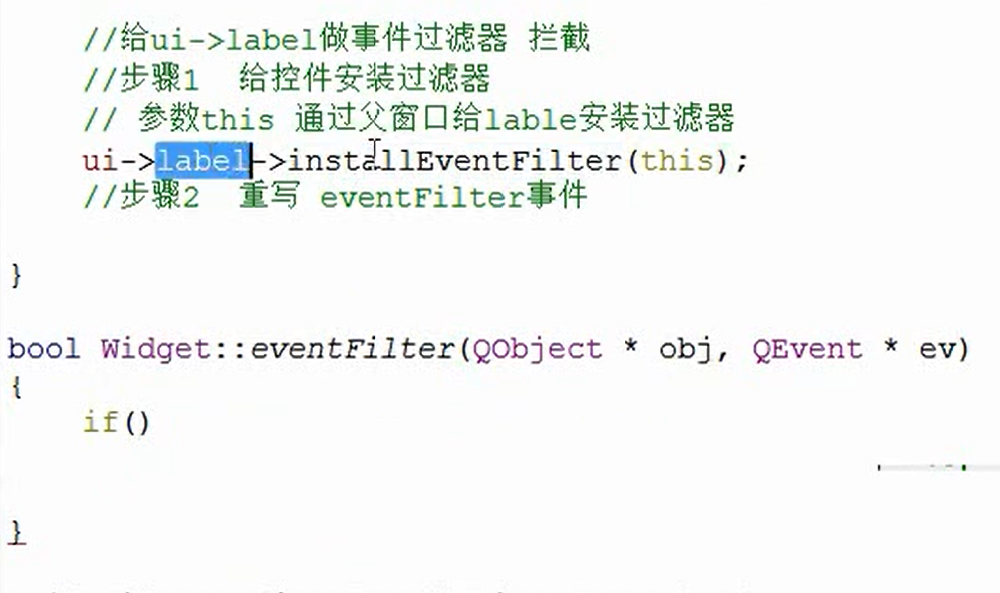 //给ui->label做事件过滤器 拦截
//步骤1  给控件安装过滤器
// 参数this 通过父窗口给lable安装过滤器
ui->label->installEventFilter(this);
//步骤2  重写 eventFilter事件
}
bool Widget::eventFilter(QObject * obj, QEvent * ev)
{
if()
}